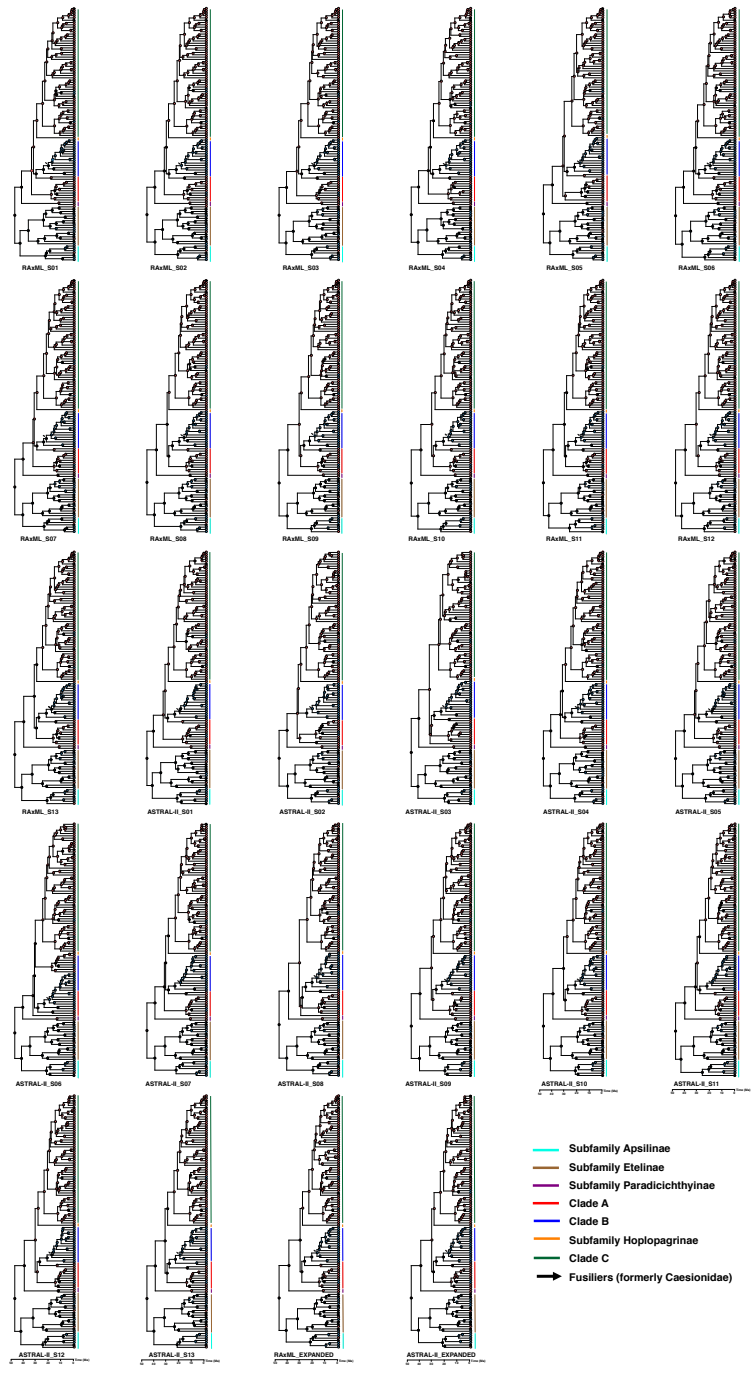 RAxML_S01 RAxML_S02 RAxML_S03 RAxML_S04 RAxML_S05 RAxML_S06
RAxML_S07 RAxML_S08 RAxML_S09 RAxML_S10 RAxML_S11 RAxML_S12
RAxML_S13 ASTRAL-II_S01 ASTRAL-II_S02 ASTRAL-II_S03 ASTRAL-II_S04 ASTRAL-II_S05
ASTRAL-II_S06 ASTRAL-II_S07 ASTRAL-II_S08 ASTRAL-II_S09 ASTRAL-II_S10 ASTRAL-II_S11
Subfamily Apsilinae
Subfamily Etelinae
Subfamily Paradicichthyinae
Clade A
Clade B
Subfamily Hoplopagrinae
Clade C
Fusiliers (formerly Caesionidae)
ASTRAL-II_S12 ASTRAL-II_S13 RAxML_EXPANDED ASTRAL-II_EXPANDED